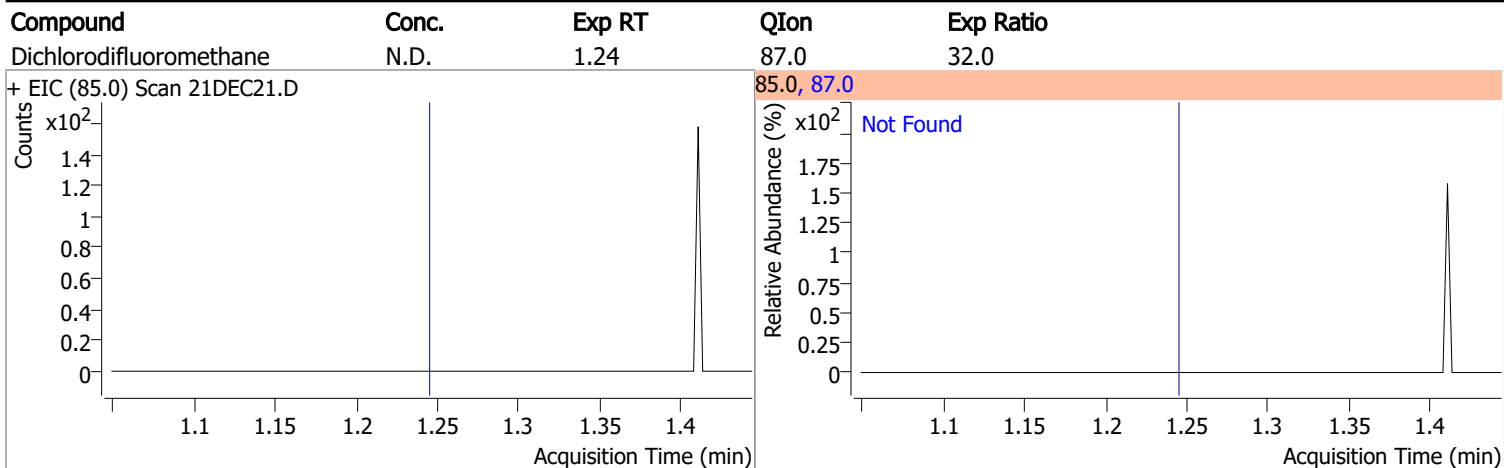 Compound Conc. Exp RT QIon Exp Ratio
Dichlorodifluoromethane N.D. 1.24 87.0 32.0
+ EIC (85.0) Scan 21DEC21.D
Counts
x10²
1.4
1.2
1
0.8
0.6
0.4
0.2
0
1.1 1.15 1.2 1.25 1.3 1.35 1.4
Acquisition Time (min)
85.0, 87.0
Relative Abundance (%)
x10²
Not Found
1.75
1.5
1.25
1
0.75
0.5
0.25
0
1.1 1.15 1.2 1.25 1.3 1.35 1.4
Acquisition Time (min)